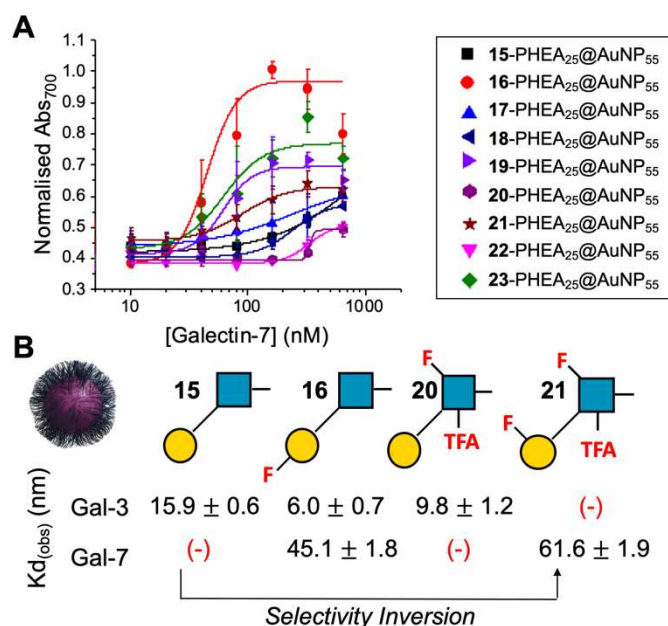 A
Normalised Abs₇₀₀
1.1
1.0
0.9
0.8
0.7
0.6
0.5
0.4
0.3
10 100 1000
[Galectin-7] (nM)
15-PHEA₂₅@AuNP₅₅
16-PHEA₂₅@AuNP₅₅
17-PHEA₂₅@AuNP₅₅
18-PHEA₂₅@AuNP₅₅
19-PHEA₂₅@AuNP₅₅
20-PHEA₂₅@AuNP₅₅
21-PHEA₂₅@AuNP₅₅
22-PHEA₂₅@AuNP₅₅
23-PHEA₂₅@AuNP₅₅
B
15 16 20 21
F F F F
TFA TFA
Kd(obs) (nm)
Gal-3 15.9 ± 0.6 6.0 ± 0.7 9.8 ± 1.2 (-)
Gal-7 (-) 45.1 ± 1.8 (-) 61.6 ± 1.9
Selectivity Inversion